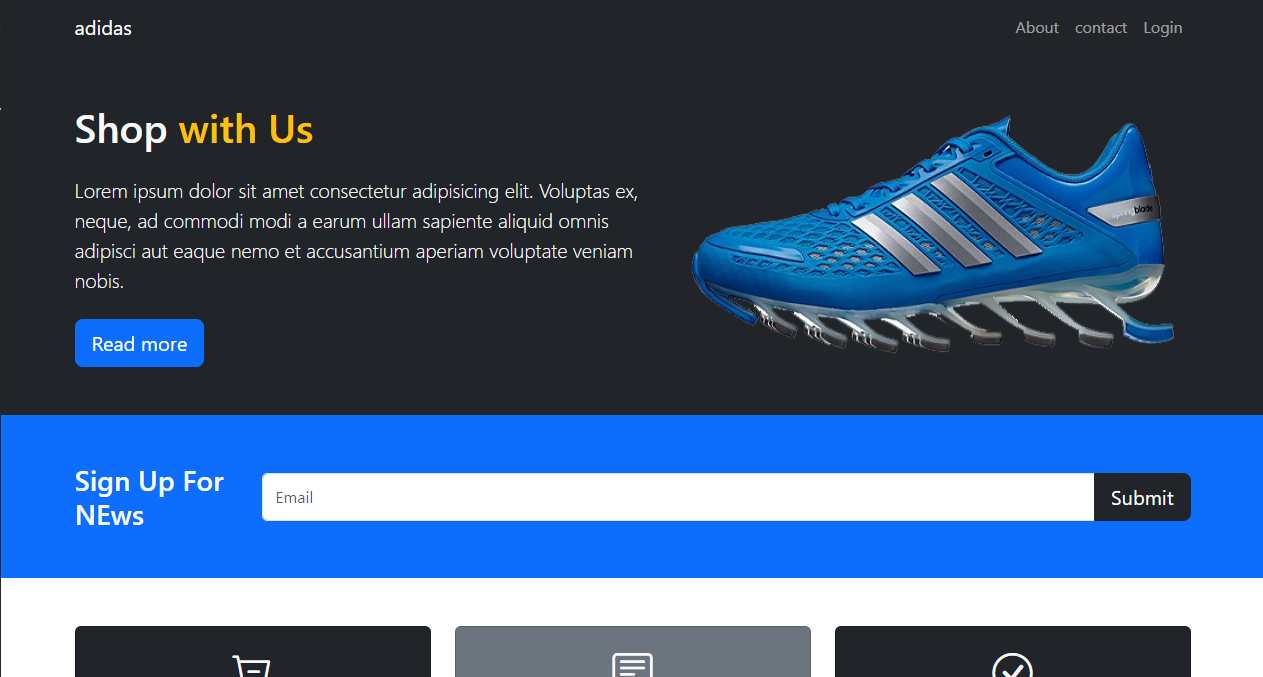 adidas
About contact Login
Shop with Us
Lorem ipsum dolor sit amet consectetur adipisicing elit. Voluptas ex,
neque, ad commodi modi a earum ullam sapiente aliquid omnis
adipisci aut eaque nemo et accusantium aperiam voluptate veniam
nobis.
springblade
Read more
Sign Up For
NEws
Email
Submit